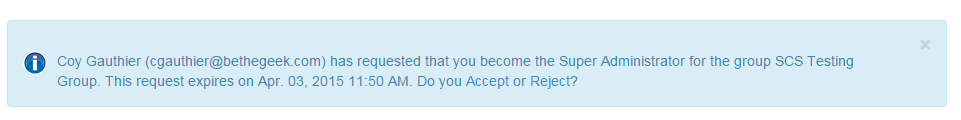 Coy Gauthier (cgauthier@bethegeek.com) has requested that you become the Super Administrator for the group SCS Testing
Group. This request expires on Apr. 03, 2015 11:50 AM. Do you Accept or Reject?